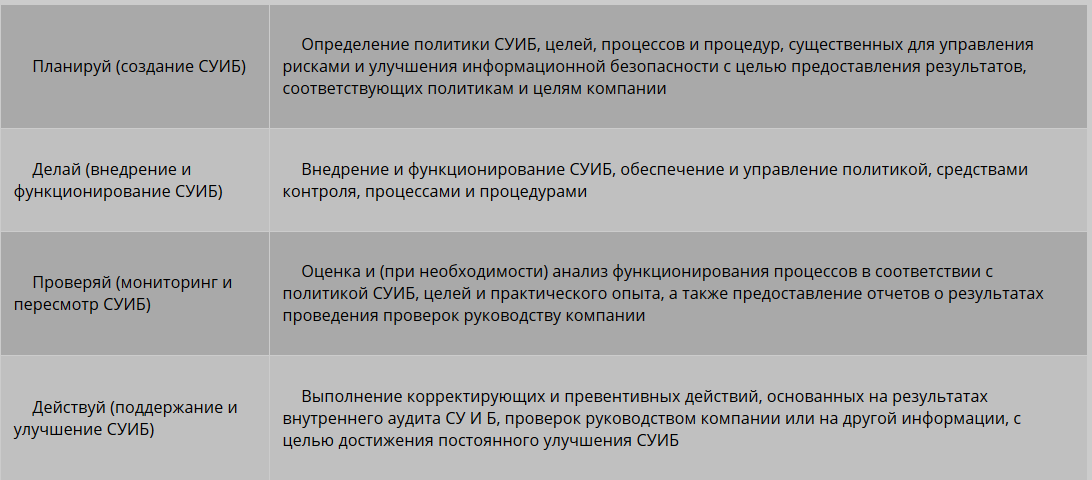 Планируй (создание СУИБ)
Определение политики СУИБ, целей, процессов и процедур, существенных для управления
рисками и улучшения информационной безопасности с целью предоставления результатов,
соответствующих политикам и целям компании
Делай (внедрение и
функционирование СУИБ)
Внедрение и функционирование СУИБ, обеспечение и управление политикой, средствами
контроля, процессами и процедурами
Проверяй (мониторинг и
пересмотр СУИБ)
Оценка и (при необходимости) анализ функционирования процессов в соответствии с
политикой СУИБ, целей и практического опыта, а также предоставление отчетов о результатах
проведения проверок руководству компании
Действуй (поддержание и
улучшение СУИБ)
Выполнение корректирующих и превентивных действий, основанных на результатах
внутреннего аудита СУ И Б, проверок руководством компании или на другой информации, с
целью достижения постоянного улучшения СУИБ